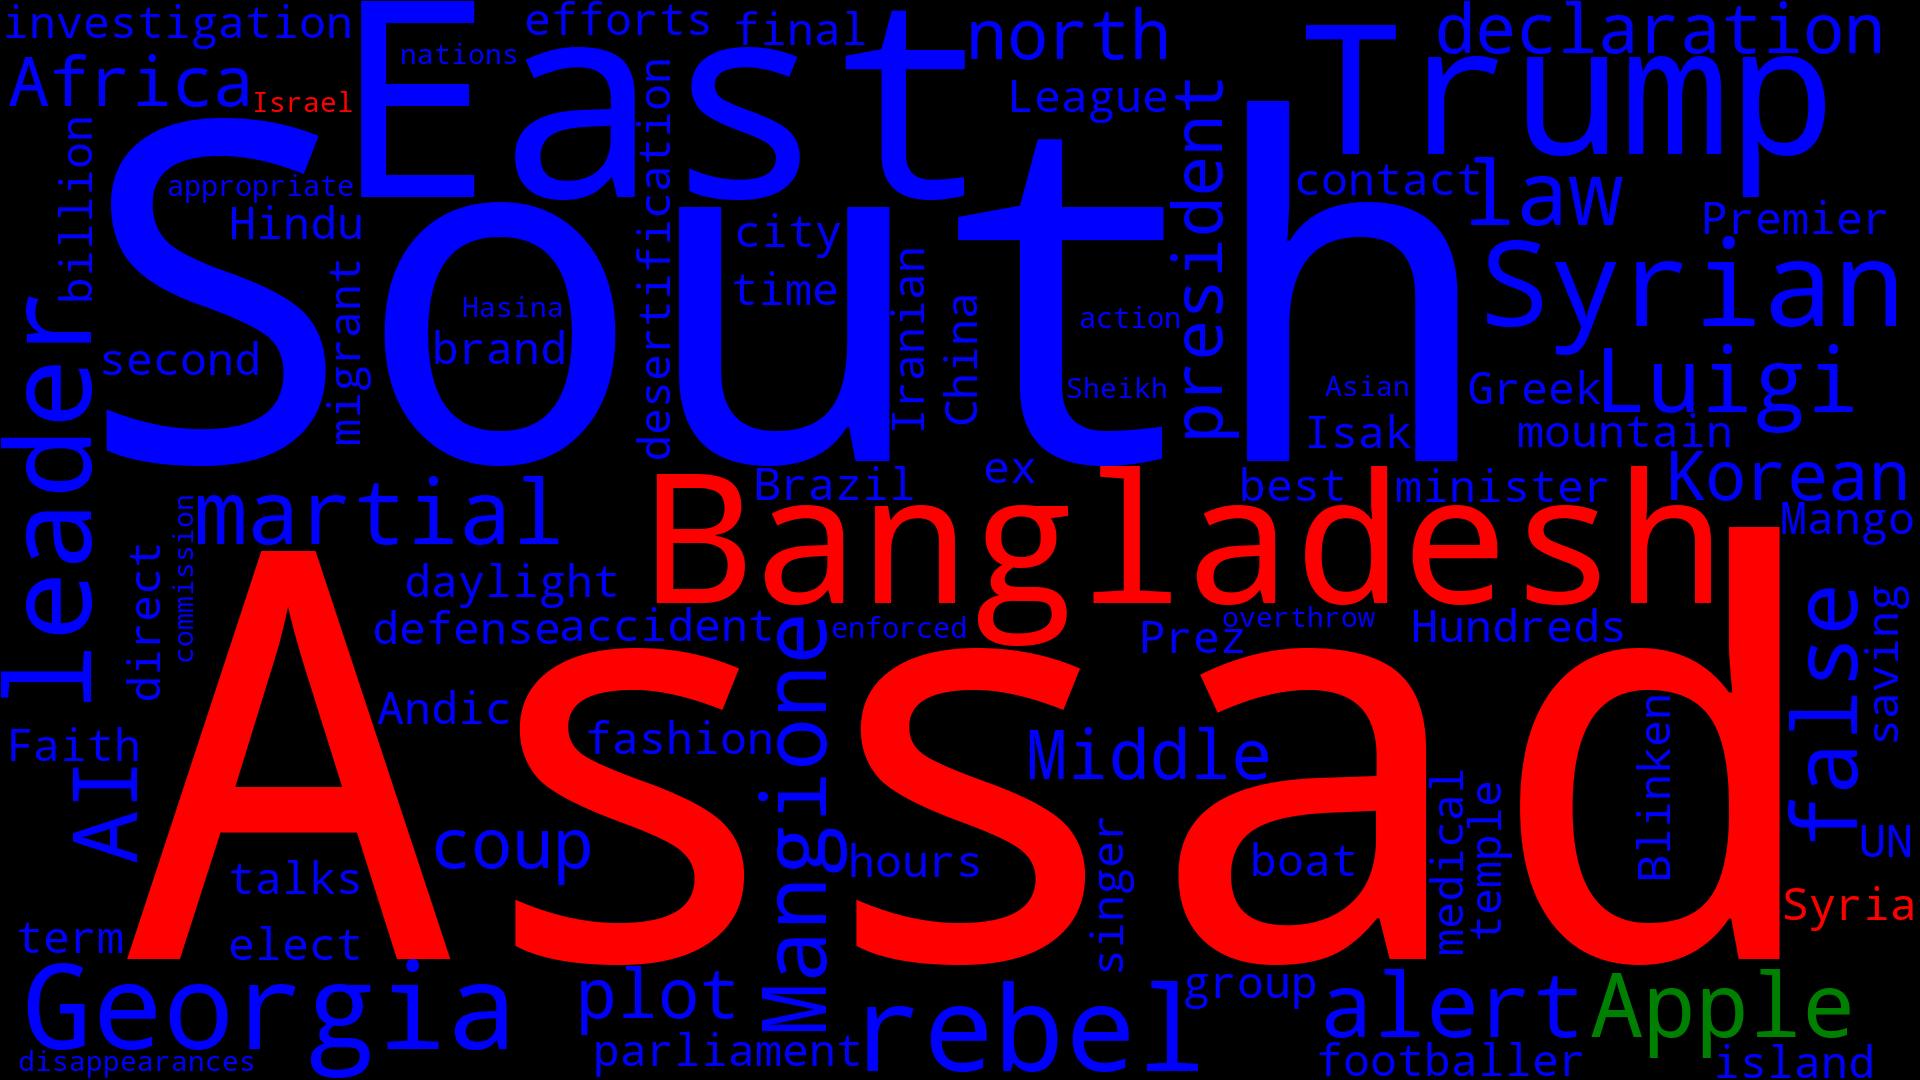 investigation
efforts
final
north
declaration
nations
East
Trump
Africa
Israel
League
South
billion
appropriate
Hindu
desertification
city
time
president
contact
law
Premier
Syrian
leader
second
migrant
Hasina
brand
Iranian
China
action
Sheikh
Asian
Isak
Greek
Luigi
mountain
Korean
Mango
martial
Brazil
ex
best
minister
Bangladesh
direct
commission
daylight
defense
accident
enforced
Prez
overthrow
Hundreds
false
saving
Assad
Faith
AI
Andic
fashion
Mangione
Middle
Blinken
UN
coup
talks
hours
singer
boat
medical
temple
Syria
term
elect
Georgia
plot
rebel
group
alert
Apple
disappearances
parliament
footballer
island